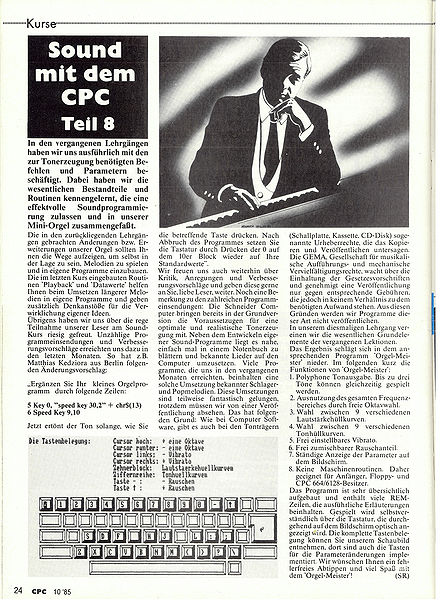 Kurse
Sound
mit dem
CPC
Teil 8
In den vergangenen Lehrgängen
haben wir uns ausführlich mit den
zur Tonerzeugung benötigten Be-
fehlen und Parametern be-
schäftigt. Dabei haben wir die
wesentlichen Bestandteile und
Routinen kennengelernt, die eine
effektvolle Soundprogrammie-
rung zulassen und in unserer
Mini-Orgel zusammengefaßt.
Die in den zurückliegenden Lehrgän-
gen gebrachten Änderungen bzw. Er-
weiterungen unserer Orgel sollten Ih-
nen die Wege aufzeigen, um selbst in
der Lage zu sein, Melodien zu spielen
und in eigene Programme einzubauen.
Die im letzten Kurs eingebauten Routi-
nen 'Playback' und 'Datawerte' helfen
Ihnen beim Umsetzen längerer Melo-
dien in eigene Programme und geben
zusätzlich Denkanstöße für die Ver-
wirklichung eigener Ideen.
Übrigens haben wir uns über die rege
Teilnahme unserer Leser am Sound-
Kurs riesig gefreut. Unzählige Pro-
grammeinsendungen und Verbesse-
rungsvorschläge erreichten uns dazu in
den letzten Monaten. So hat z.B.
Matthias Kedziora aus Berlin folgen-
den Änderungsvorschlag:
„Ergänzen Sie Ihr kleines Orgelpro-
gramm durch folgende Zeilen:
5 Key 0, "speed key 30,2" + chr$(13)
6 Speed Key 9,10
Jetzt ertönt der Ton solange, wie Sie
die betreffende Taste drücken. Nach
Abbruch des Programmes setzen Sie
die Tastatur durch Drücken der 0 auf
dem 10er Block wieder auf Ihre
Standardwerte".
Wir freuen uns auch weiterhin über
Kritik, Anregungen und Verbesse-
rungsvorschläge und geben diese gerne
an Sie, liebe Leser, weiter. Noch eine Be-
merkung zu den zahlreichen Programm-
einsendungen: Die Schneider Com-
puter bringen bereits in der Grundver-
sion die Voraussetzungen für eine
optimale und realistische Tonerzeu-
gung mit. Neben dem Entwickeln eige-
ner Sound-Programme liegt es nahe,
einfach mal in einem Notenbuch zu
blättern und bekannte Lieder auf den
Computer umzusetzen. Viele Pro-
gramme, die uns in den vergangenen
Monaten erreichten, beinhalten eine
solche Umsetzung bekannter Schlager
und Popmelodien. Diese Umsetzungen
sind teilweise fantastisch gelungen,
trotzdem müssen wir von einer Veröf-
fentlichung absehen. Das hat folgen-
den Grund: Wie bei Computer Soft-
ware, gibt es auch bei den Tonträgern
(Schallplatte, Kassette, CD-Disk) soge-
nannte Urheberrechte, die das Kopie-
ren und Veröffentlichen untersagen.
Die GEMA, Gesellschaft für musikali-
sche Aufführungs- und mechanische
Vervielfältigungsrechte, wacht über die
Einhaltung der Gesetzesvorschriften
und genehmigt eine Veröffentlichung
nur gegen entsprechende Gebühren,
die jedoch in keinem Verhältnis zu dem
benötigten Aufwand stehen. Aus diesen
Gründen werden wir Programme die-
ser Art nicht veröffentlichen.
In unserem diesmaligen Lehrgang ver-
einen wir die wesentlichen Grundele-
mente der vergangenen Lektionen.
Das Ergebnis schlägt sich in dem an-
sprechenden Programm 'Orgel-Mei-
ster' nieder. Im folgenden kurz die
Funktionen von 'Orgel-Meister':
1. Polyphone Tonausgabe. Bis zu drei
Töne können gleichzeitig gespielt
werden.
2. Ausnutzung des gesamten Frequenz-
bereiches durch freie Oktavwahl.
3. Wahl zwischen 9 verschiedenen
Lautstärkehüllkurven.
4. Wahl zwischen 9 verschiedenen
Tonhüllkurven.
5. Frei einstellbares Vibrato.
6. Frei zumischbarer Rauschanteil.
7. Ständige Anzeige der Parameter auf
dem Bildschirm.
8. Keine Maschinenroutinen. Daher
geeignet für Anfänger, Floppy- und
CPC 664/6128-Besitzer.
Das Programm ist sehr übersichtlich
aufgebaut und enthält viele REM-
Zeilen, die ausführliche Erläuterungen
beinhalten. Gespielt wird selbstver-
ständlich über die Tastatur, die durchge-
hend auf dem Bildschirm optisch an-
gezeigt wird. Die komplette Tastenbele-
gung können Sie unserem Schaubild
entnehmen, dort sind auch die Tasten
für die Parameteränderungen imple-
mentiert. Wir wünschen Ihnen ein
fehlerfreies Abtippen und viel Spaß mit
dem 'Orgel-Meister'! (SR)
Die Tastenbelegung:
Cursor hoch: + eine Oktave
Cursor runter: - eine Oktave
Cursor links: - Vibrato
Cursor rechts: + Vibrato
Zehnerblock: Lautstaerkehuellkurven
Ziffernreihe: Tonhuellkurven
Taste - : - Rauschen
Taste ↑ : + Rauschen
24 CPC 10'85